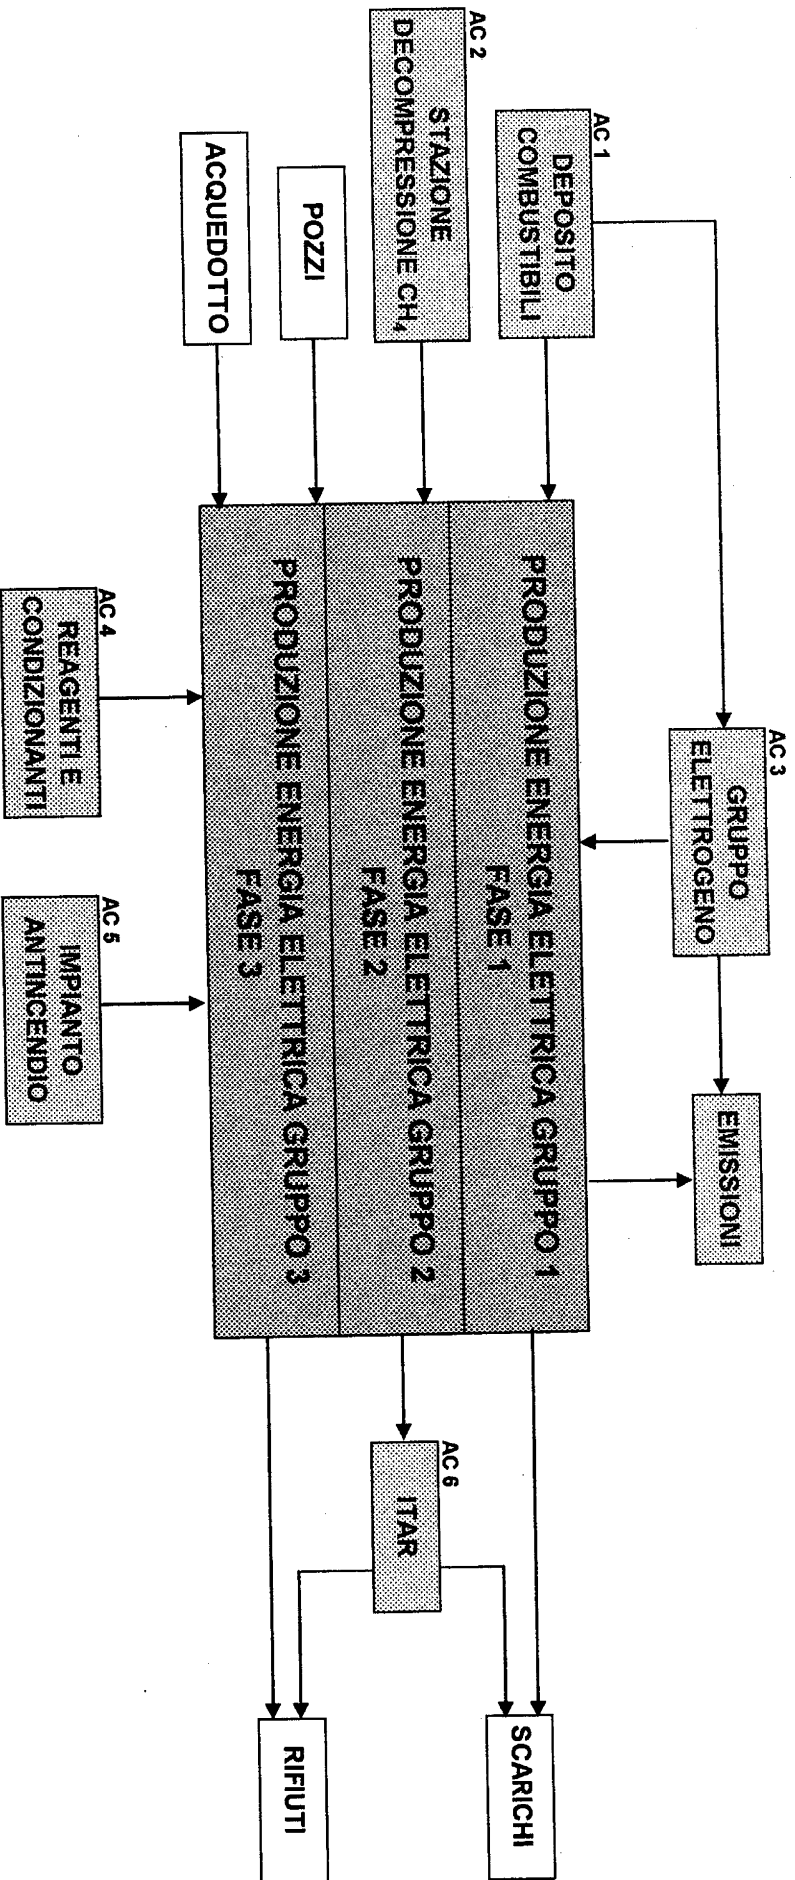 AC 3
GRUPPO
ELETTROGENO
EMISSIONI
AC 1
DEPOSITO
COMBUSTIBILI
AC 2
STAZIONE
DECOMPRESSIONE CH₄
POZZI
ACQUEDOTTO
PRODUZIONE ENERGIA ELETTRICA GRUPPO 1
FASE 1
PRODUZIONE ENERGIA ELETTRICA GRUPPO 2
FASE 2
PRODUZIONE ENERGIA ELETTRICA GRUPPO 3
FASE 3
SCARICHI
AC 6
ITAR
RIFIUTI
AC 4
REAGENTI E
CONDIZIONANTI
AC 5
IMPIANTO
ANTINCENDIO